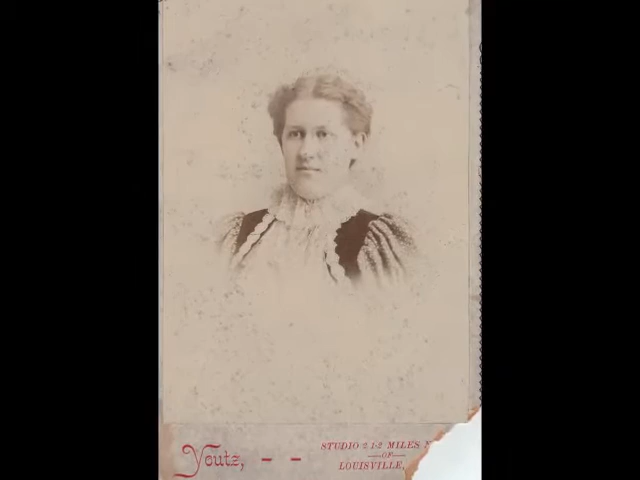 Youtz, — —
STUDIO 2 1-2 MILES
—OF—
LOUISVILLE,